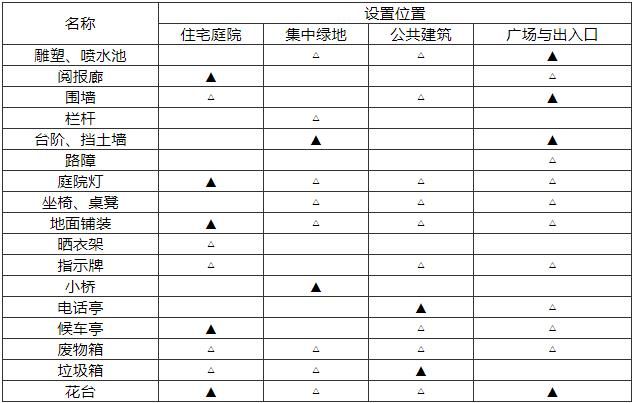 名称 设置位置
住宅庭院 集中绿地 公共建筑 广场与出入口
雕塑、喷水池 △ △ ▲
阅报廊 ▲ △
围墙 △ △ ▲
栏杆 △
台阶、挡土墙 ▲ ▲
路障 △
庭院灯 ▲ △ △ △
坐椅、桌凳 △ △ △
地面铺装 ▲ △ △ △
晒衣架 △
指示牌 △ △ △
小桥 ▲
电话亭 ▲ △
候车亭 ▲ △ △
废物箱 △ △ △ △
垃圾箱 △ △ ▲
花台 ▲ △ △ ▲